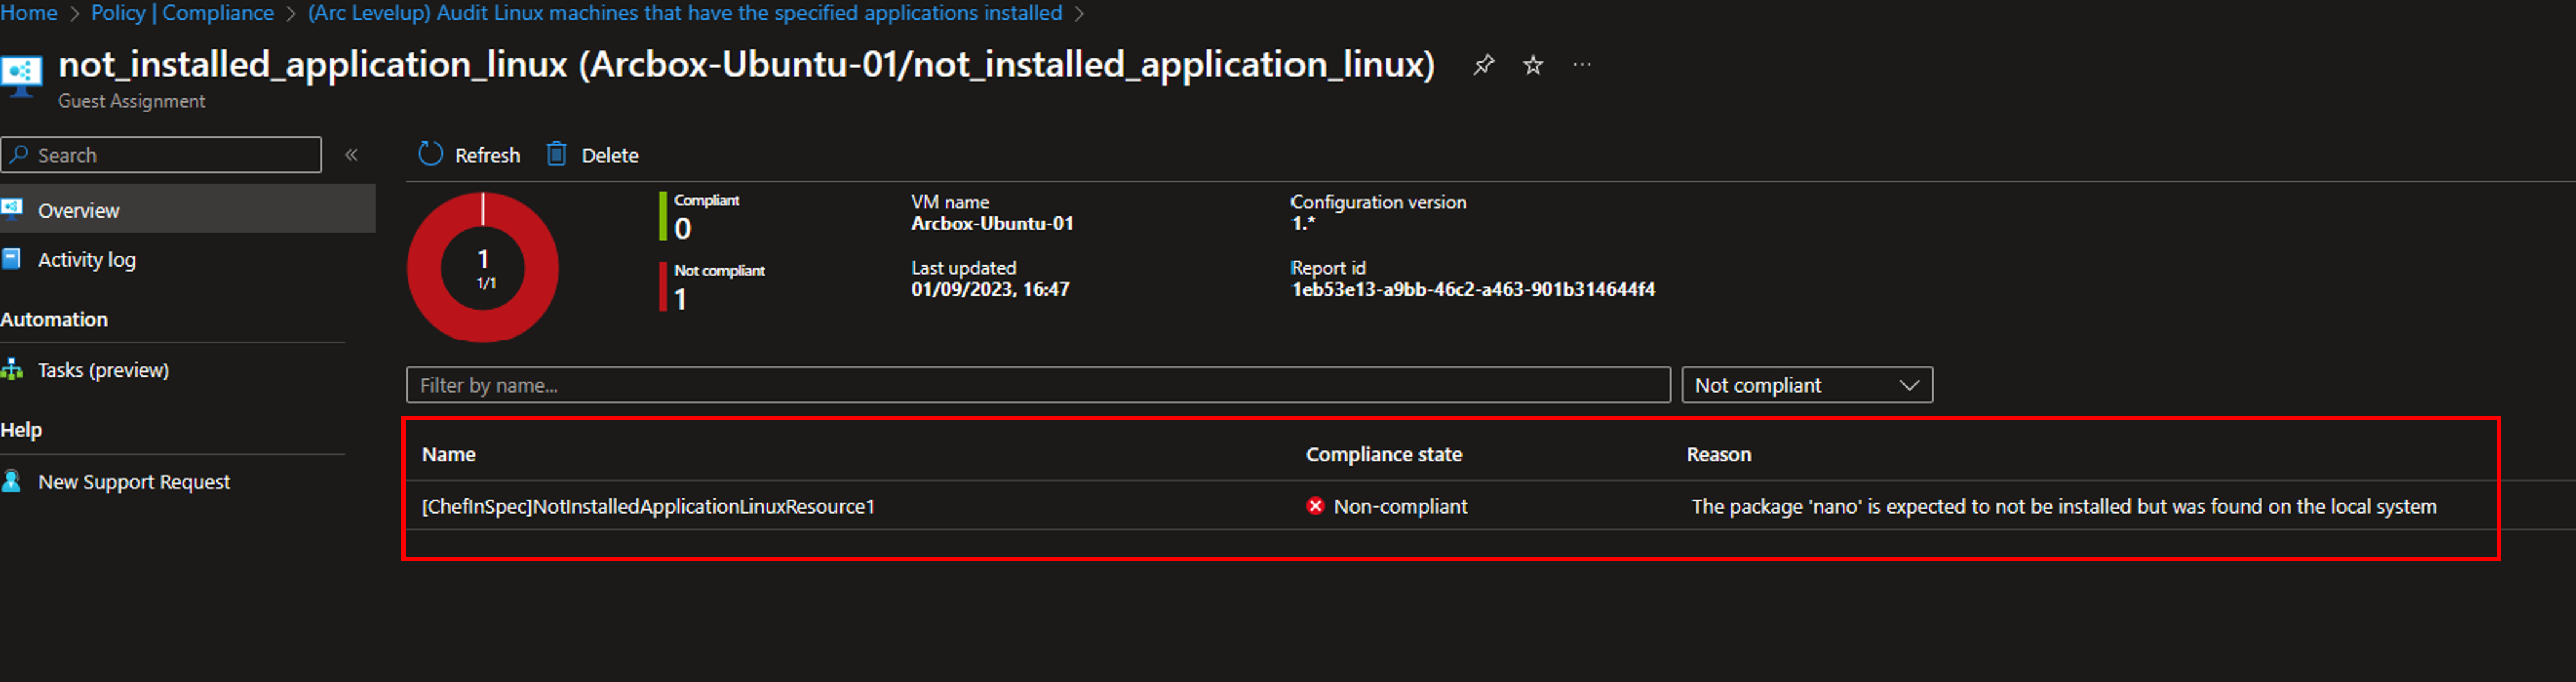 Home > Policy | Compliance > (Arc Levelup) Audit Linux machines that have the specified applications installed >
not_installed_application_linux (Arcbox-Ubuntu-01/not_installed_application_linux)
Guest Assignment
Search
Overview
Activity log
Automation
Tasks (preview)
Help
New Support Request
Refresh
Delete
1
1/1
Compliant
0
Not compliant
1
VM name
Arcbox-Ubuntu-01
Last updated
01/09/2023, 16:47
Configuration version
1.*
Report id
1eb53e13-a9bb-46c2-a463-901b314644f4
Filter by name...
Not compliant
Name Compliance state Reason
[ChefInSpec]NotInstalledApplicationLinuxResource1 Non-compliant The package 'nano' is expected to not be installed but was found on the local system